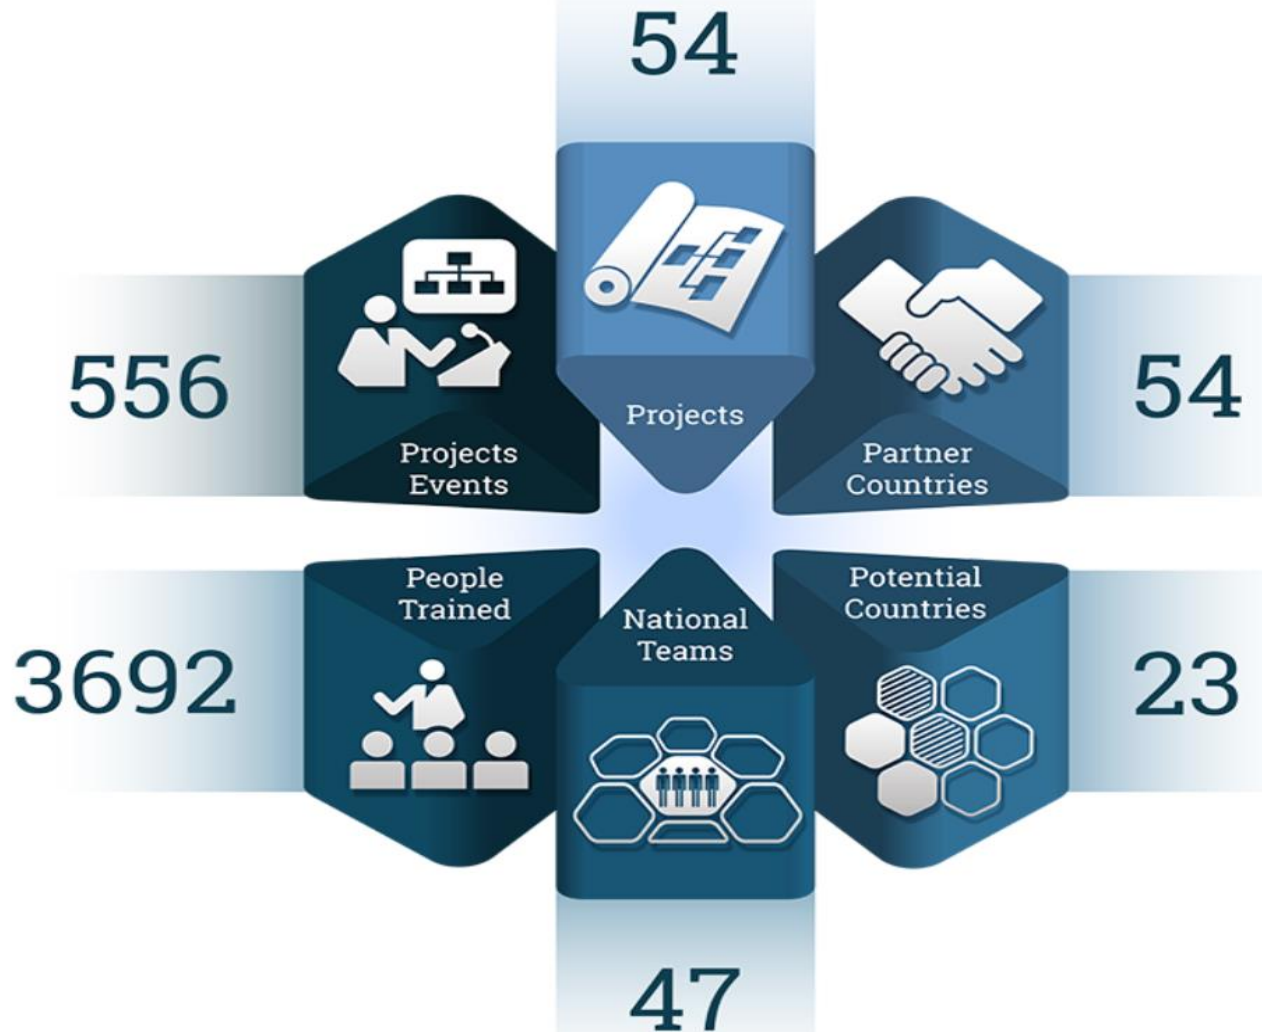 54
Projects
556
Projects
Events
54
Partner
Countries
3692
People
Trained
47
National
Teams
23
Potential
Countries